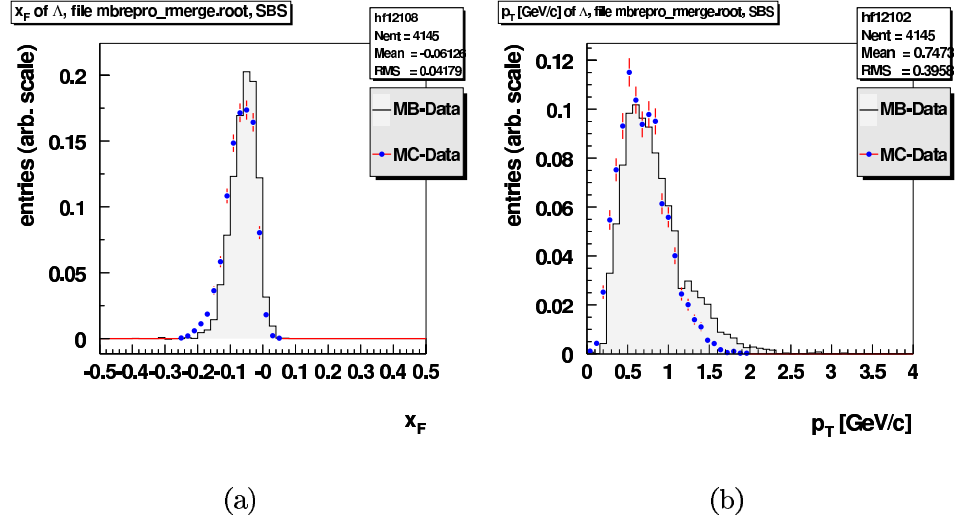 x_F of Λ, file mbrepro_rmerge.root, SBS
hf12108
Nent = 4145
Mean = -0.06126
RMS = 0.04179
MB-Data
MC-Data
entries (arb. scale)
0.2
0.15
0.1
0.05
0
-0.5-0.4-0.3-0.2-0.1 -0 0.1 0.2 0.3 0.4 0.5
x_F
(a)
p_T [GeV/c] of Λ, file mbrepro_rmerge.root, SBS
hf12102
Nent = 4145
Mean = 0.7473
RMS = 0.3958
MB-Data
MC-Data
entries (arb. scale)
0.12
0.1
0.08
0.06
0.04
0.02
0
0 0.5 1 1.5 2 2.5 3 3.5 4
p_T [GeV/c]
(b)